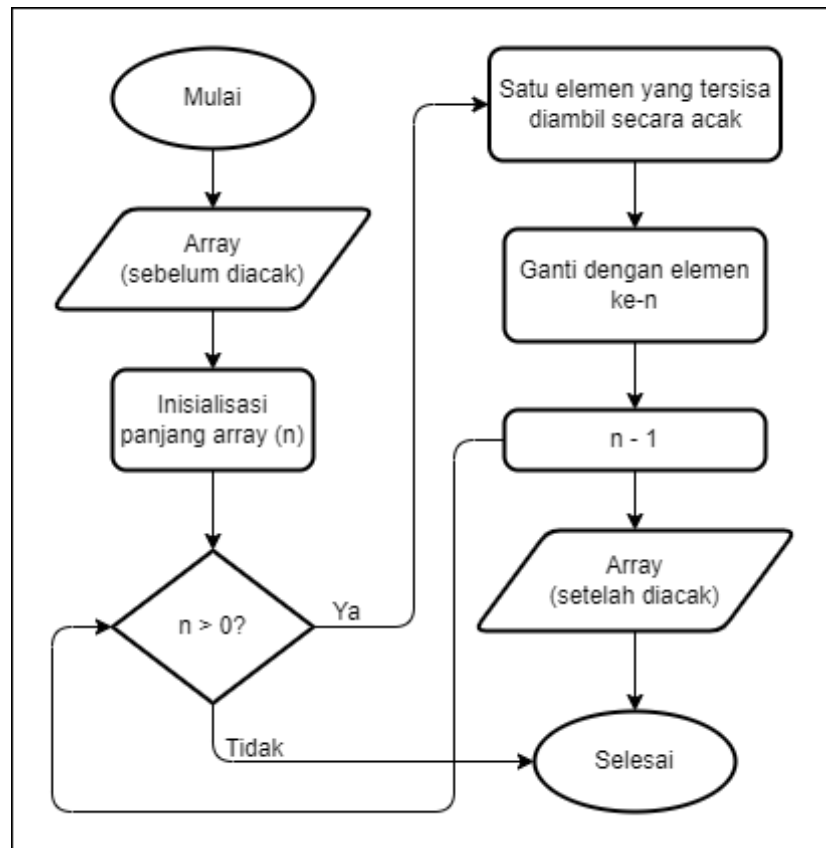 Mulai
Array
(sebelum diacak)
Inisialisasi
panjang array (n)
n > 0?
Ya
Tidak
Satu elemen yang tersisa
diambil secara acak
Ganti dengan elemen
ke-n
n - 1
Array
(setelah diacak)
Selesai